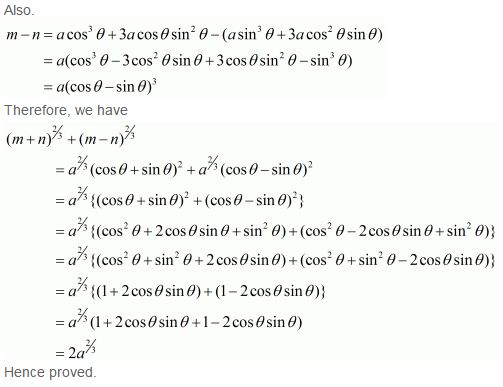 Also.
m − n = a cos³ θ + 3a cos θ sin² θ − (a sin³ θ + 3a cos² θ sin θ)
= a(cos³ θ − 3 cos² θ sin θ + 3 cos θ sin² θ − sin³ θ)
= a(cos θ − sin θ)³
Therefore, we have
(m + n)^⅔ + (m − n)^⅔
= a^⅔ (cos θ + sin θ)² + a^⅔ (cos θ − sin θ)²
= a^⅔ {(cos θ + sin θ)² + (cos θ − sin θ)²}
= a^⅔ {(cos² θ + 2 cos θ sin θ + sin² θ) + (cos² θ − 2 cos θ sin θ + sin² θ)}
= a^⅔ {(cos² θ + sin² θ + 2 cos θ sin θ) + (cos² θ + sin² θ − 2 cos θ sin θ)}
= a^⅔ {(1 + 2 cos θ sin θ) + (1 − 2 cos θ sin θ)}
= a^⅔ (1 + 2 cos θ sin θ + 1 − 2 cos θ sin θ)
= 2a^⅔
Hence proved.